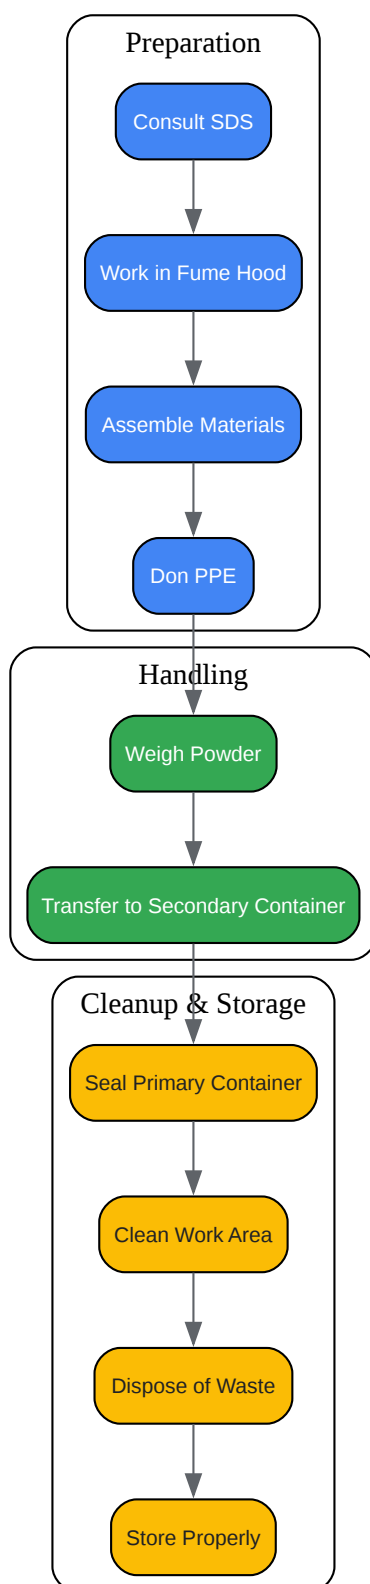 Preparation
Consult SDS
Work in Fume Hood
Assemble Materials
Don PPE
Handling
Weigh Powder
Transfer to Secondary Container
Cleanup & Storage
Seal Primary Container
Clean Work Area
Dispose of Waste
Store Properly